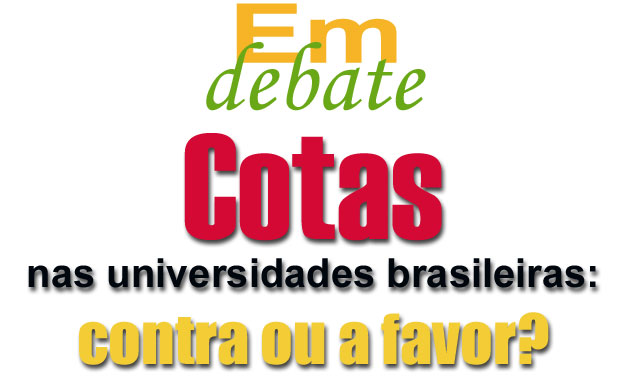 Em
debate
Cotas
nas universidades brasileiras:
contra ou a favor?